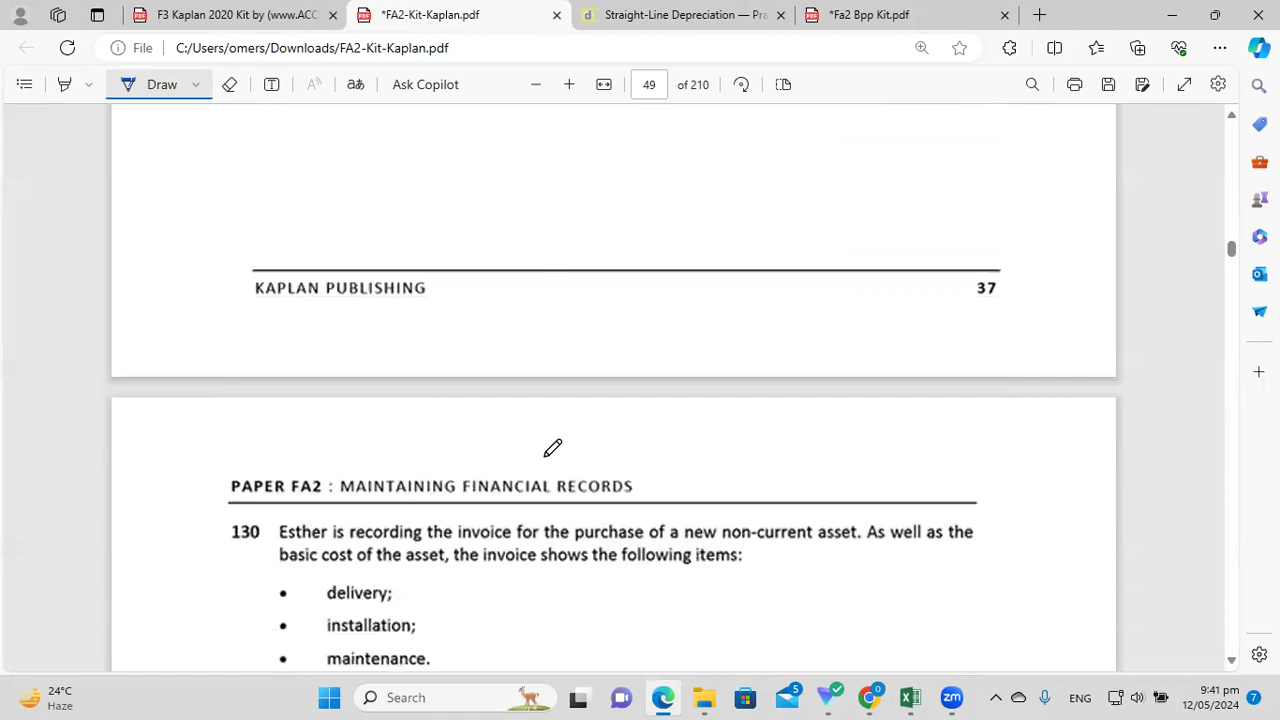 F3 Kaplan 2020 Kit by (www.ACC
*FA2-Kit-Kaplan.pdf
Straight-Line Depreciation — Pra
*Fa2 Bpp Kit.pdf
File
C:/Users/omers/Downloads/FA2-Kit-Kaplan.pdf
Draw
Ask Copilot
49
of 210
KAPLAN PUBLISHING
37
PAPER FA2 : MAINTAINING FINANCIAL RECORDS
130 Esther is recording the invoice for the purchase of a new non-current asset. As well as the
basic cost of the asset, the invoice shows the following items:
• delivery;
• installation;
• maintenance.
24°C
Haze
Search
5
0
ENG
9:41 pm
12/05/2024
7